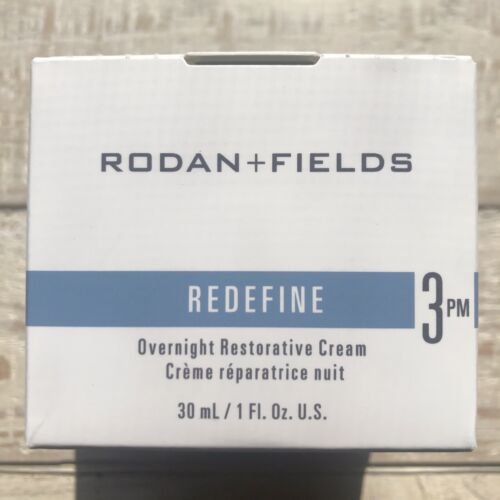 RODAN+FIELDS
REDEFINE
3PM
Overnight Restorative Cream
Crème réparatrice nuit
30 mL / 1 Fl. Oz. U.S.